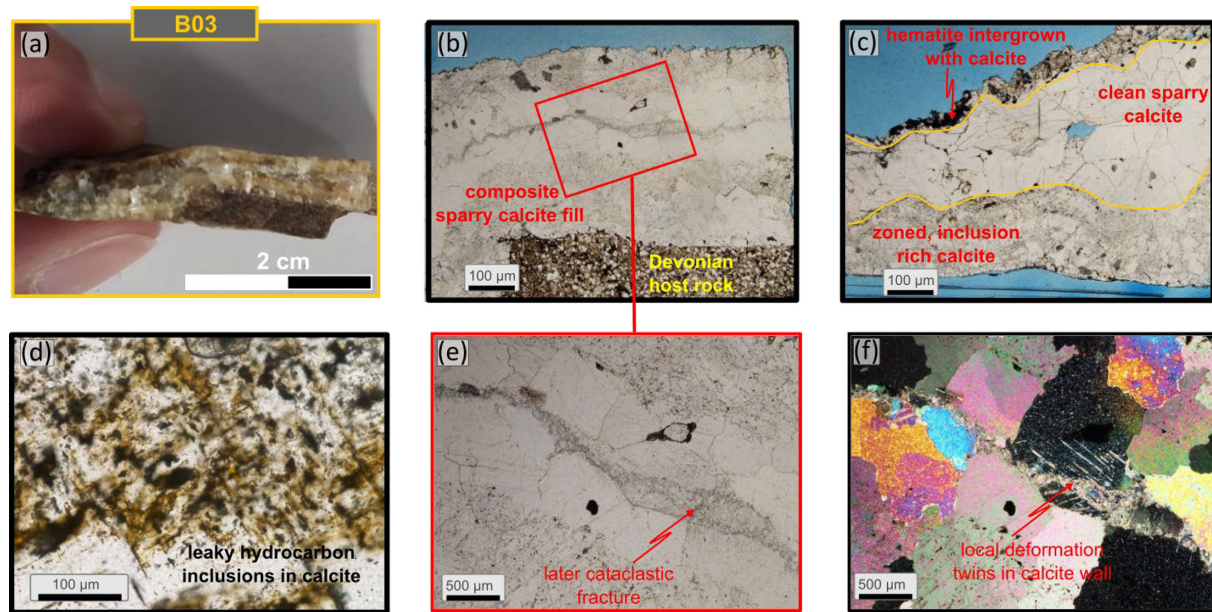 B03
(a)
2 cm
(b)
composite
sparry calcite fill
Devonian
host rock
100 µm
(c)
hematite intergrown
with calcite
clean sparry
calcite
zoned, inclusion
rich calcite
100 µm
(d)
leaky hydrocarbon
inclusions in calcite
100 µm
(e)
later cataclastic
fracture
500 µm
(f)
local deformation
twins in calcite wall
500 µm